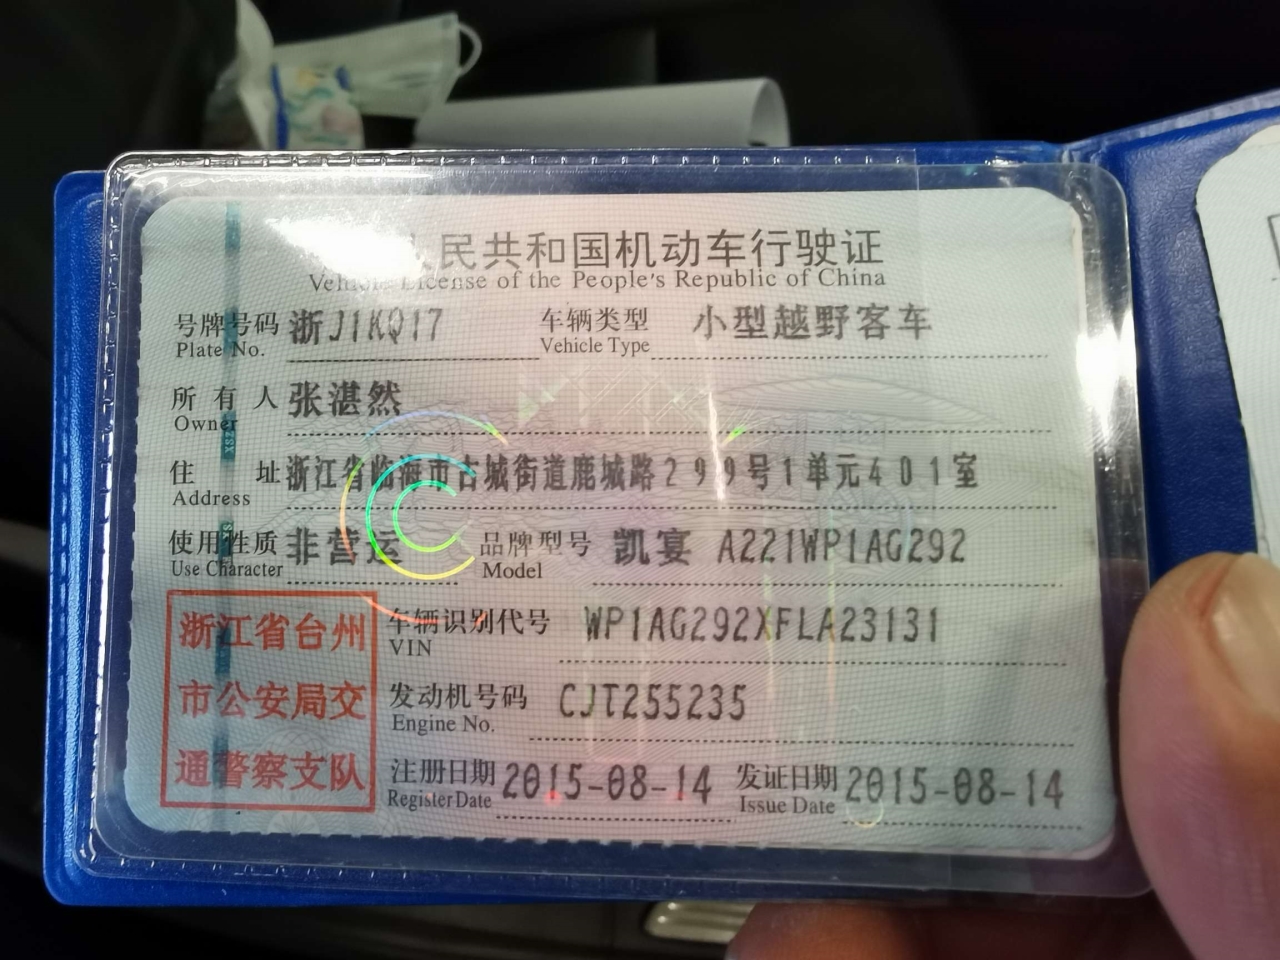 民共和国机动车行驶证
Vehicle License of the People's Republic of China
号牌号码 浙J1KQ17 车辆类型 小型越野客车
Plate No. Vehicle Type
所有人 张湛然
Owner
住址 浙江省临海市古城街道鹿城路299号1单元401室
Address
使用性质 非营运 品牌型号 凯宴 A221WP1AG292
Use Character Model
浙江省台州
市公安局交
通警察支队
车辆识别代号 WP1AG292XFLA23131
VIN
发动机号码 CJT255235
Engine No.
注册日期 2015-08-14 发证日期 2015-08-14
Register Date Issue Date